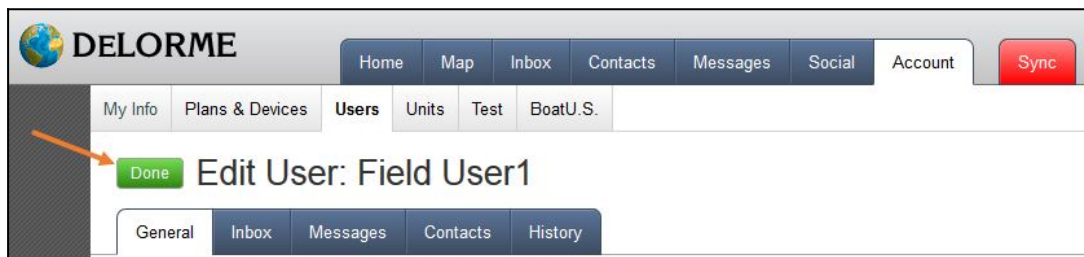 DELORME
Home Map Inbox Contacts Messages Social Account Sync
My Info Plans & Devices Users Units Test BoatU.S.
Done Edit User: Field User1
General Inbox Messages Contacts History